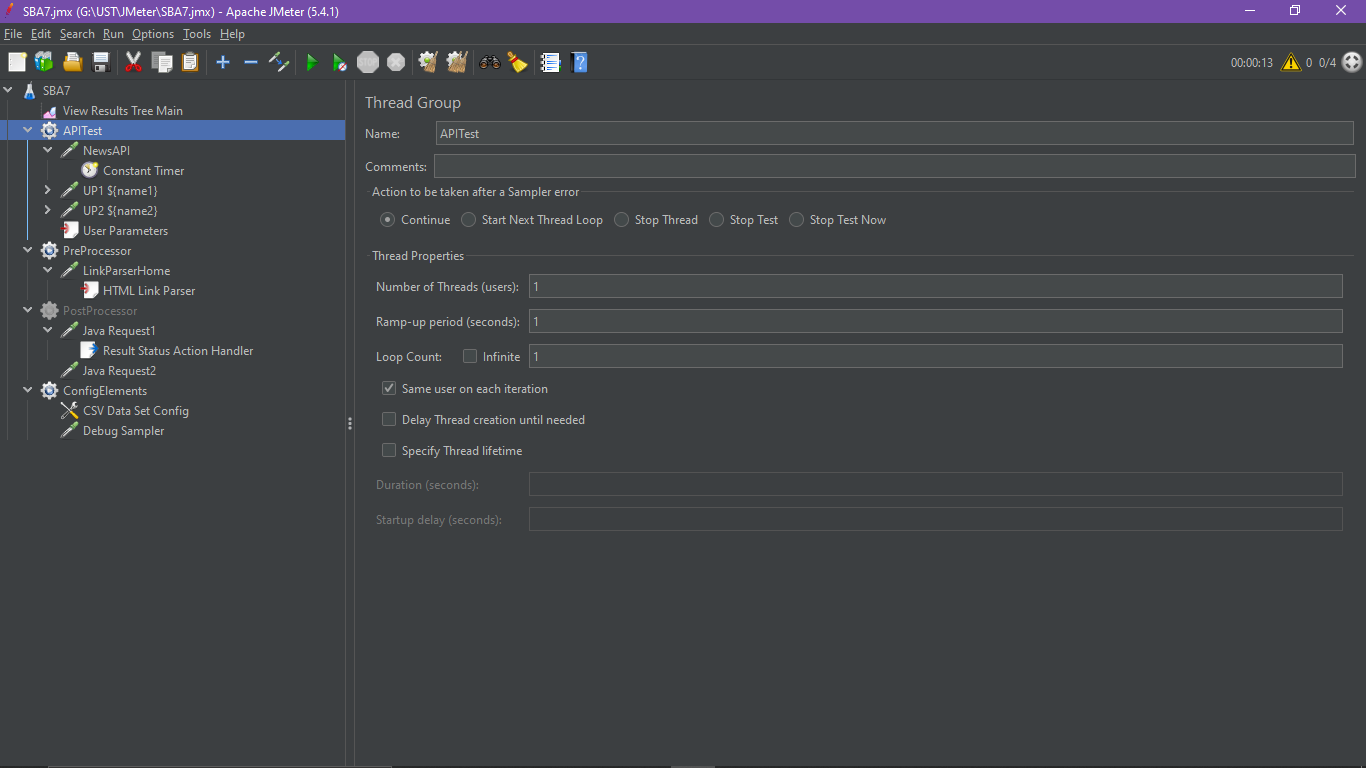 SBA7.jmx (G:\UST\JMeter\SBA7.jmx) - Apache JMeter (5.4.1)
File Edit Search Run Options Tools Help
STOP
00:00:13 0 0/4
SBA7
View Results Tree Main
APITest
NewsAPI
Constant Timer
UP1 ${name1}
UP2 ${name2}
User Parameters
PreProcessor
LinkParserHome
HTML Link Parser
PostProcessor
Java Request1
Result Status Action Handler
Java Request2
ConfigElements
CSV Data Set Config
Debug Sampler
Thread Group
Name: APITest
Comments:
Action to be taken after a Sampler error
Continue Start Next Thread Loop Stop Thread Stop Test Stop Test Now
Thread Properties
Number of Threads (users): 1
Ramp-up period (seconds): 1
Loop Count: Infinite 1
Same user on each iteration
Delay Thread creation until needed
Specify Thread lifetime
Duration (seconds):
Startup delay (seconds):